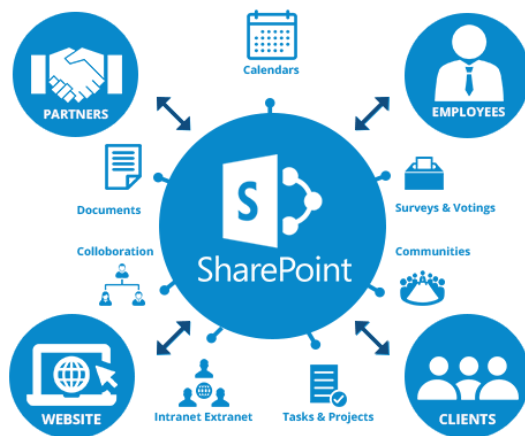 Calendars
PARTNERS
EMPLOYEES
Documents
S
Surveys & Votings
Colloboration
SharePoint
Communities
WEBSITE
Intranet Extranet
Tasks & Projects
CLIENTS